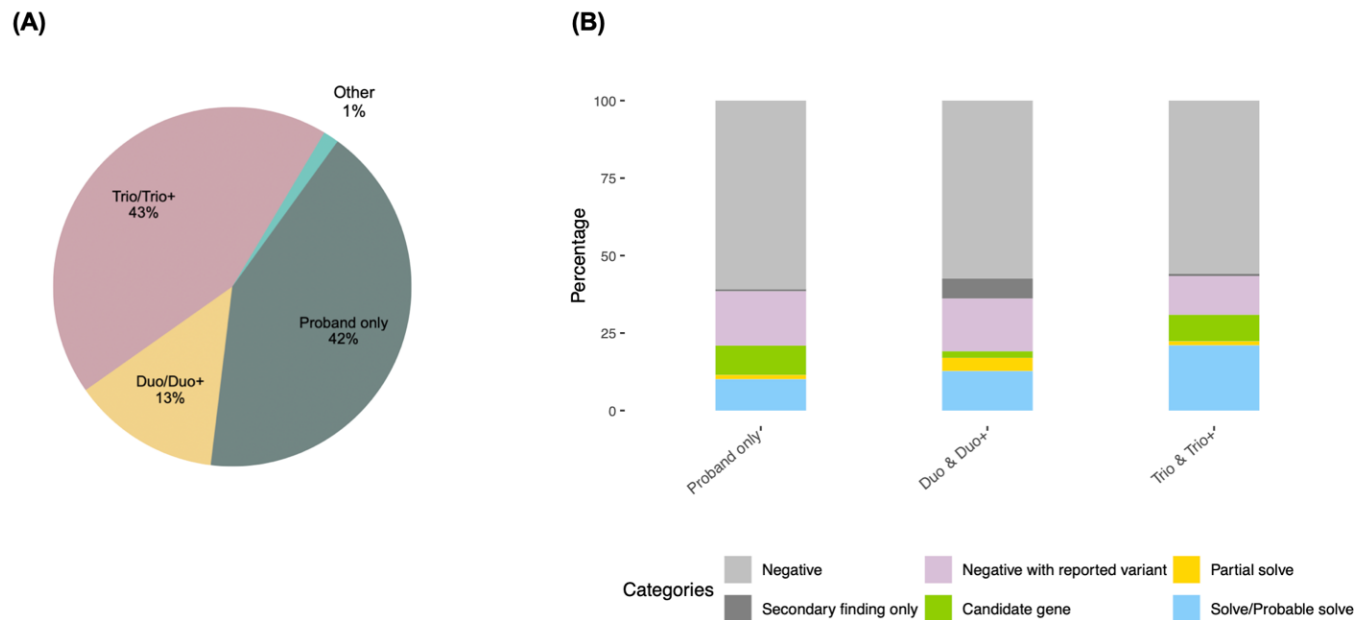 (A)
Other
1%
Trio/Trio+
43%
Proband only
42%
Duo/Duo+
13%
(B)
Percentage
100
75
50
25
0
Proband only
Duo & Duo+
Trio & Trio+
Categories
Negative
Secondary finding only
Negative with reported variant
Candidate gene
Partial solve
Solve/Probable solve